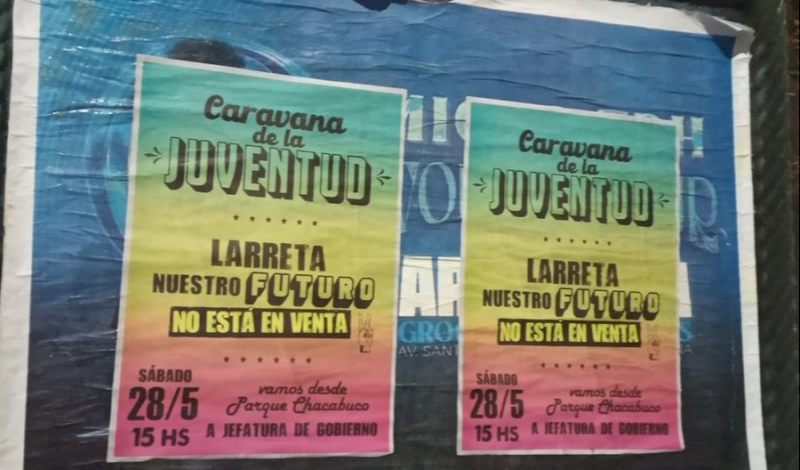 Caravana
de la
JUVENTUD
LARRETA
NUESTRO FUTURO
NO ESTÁ EN VENTA
SÁBADO
28/5
15 HS
vamos desde
Parque Chacabuco
A JEFATURA DE GOBIERNO
Caravana
de la
JUVENTUD
LARRETA
NUESTRO FUTURO
NO ESTÁ EN VENTA
SÁBADO
28/5
15 HS
vamos desde
Parque Chacabuco
A JEFATURA DE GOBIERNO